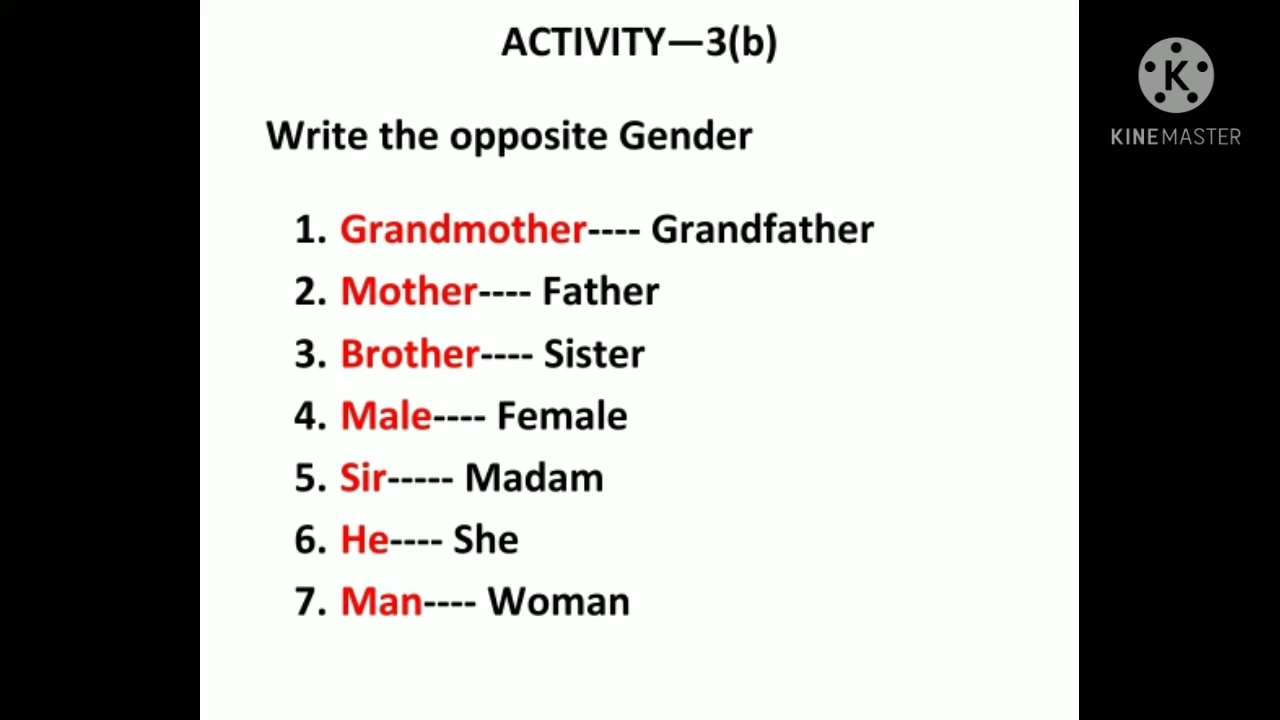 ACTIVITY—3(b)
Write the opposite Gender
1. Grandmother---- Grandfather
2. Mother---- Father
3. Brother---- Sister
4. Male---- Female
5. Sir----- Madam
6. He---- She
7. Man---- Woman
K
KINEMASTER